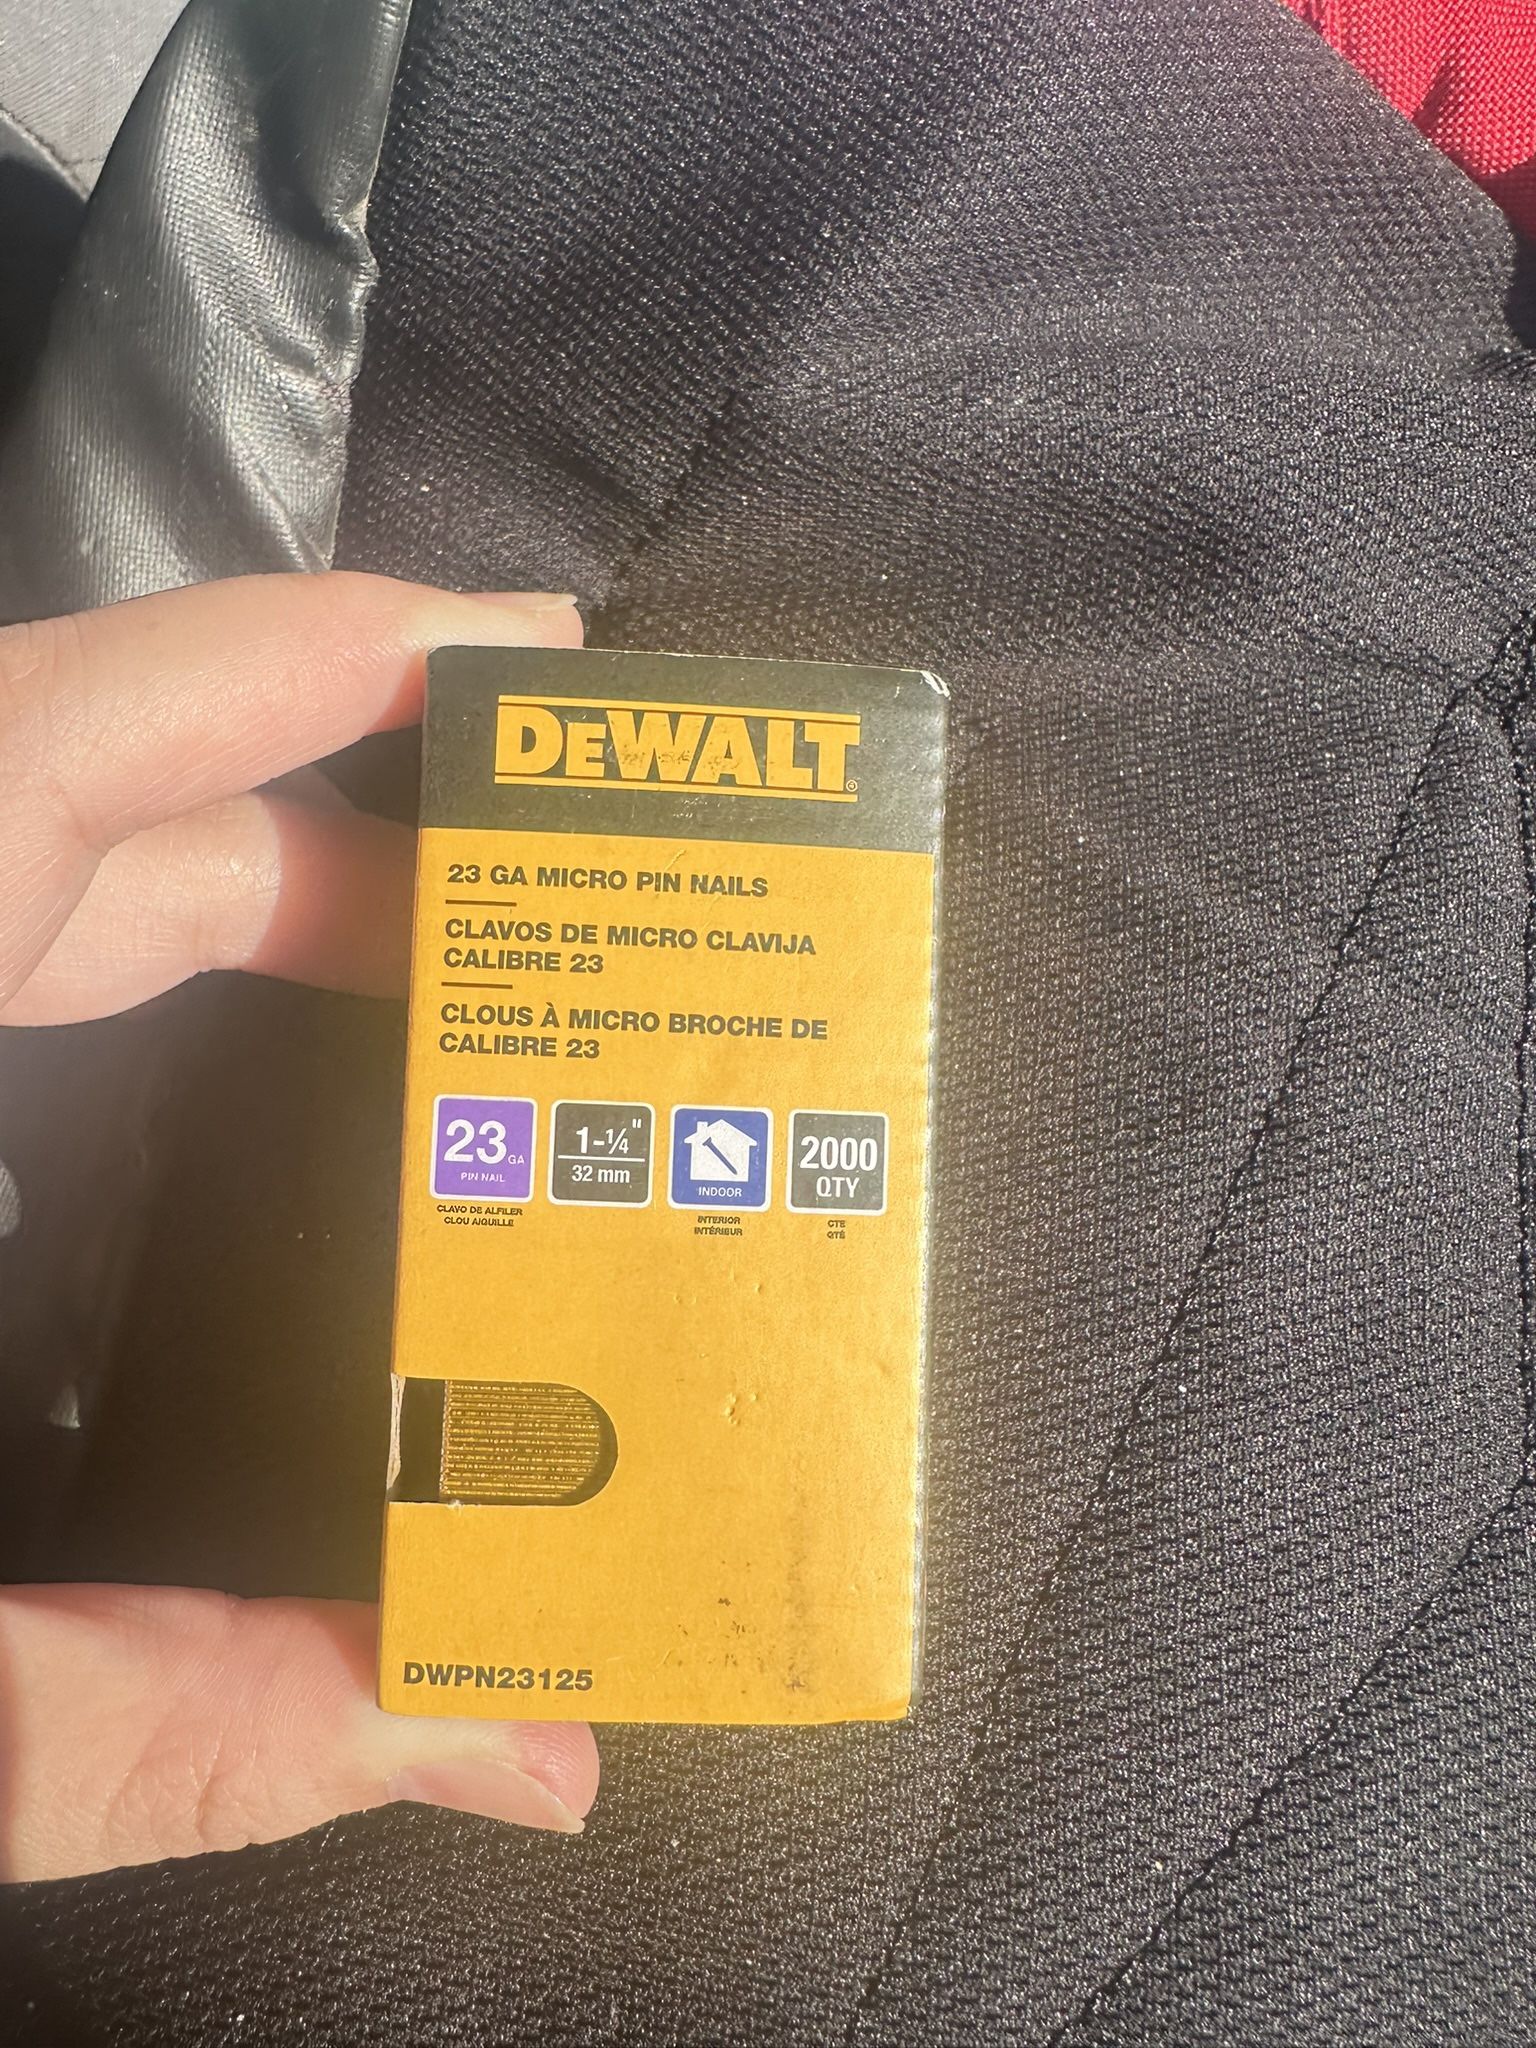 DEWALT®
23 GA MICRO PIN NAILS
CLAVOS DE MICRO CLAVIJA
CALIBRE 23
CLOUS À MICRO BROCHE DE
CALIBRE 23
23 GA
PIN NAIL
CLAVO DE ALFILER
CLOU AIGUILLE
1-¼"
32 mm
INDOOR
INTERIOR
INTÉRIEUR
2000
QTY
CTE
QTÉ
DWPN23125